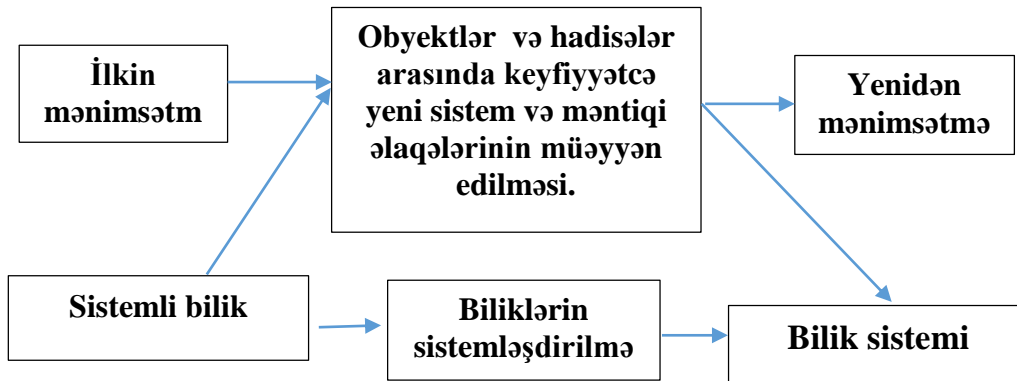 İlkin
mənimsətm
Obyektlər və hadisələr
arasında keyfiyyətcə
yeni sistem və məntiqi
əlaqələrinin müəyyən
edilməsi.
Yenidən
mənimsətmə
Sistemli bilik
Biliklərin
sistemləşdirilmə
Bilik sistemi